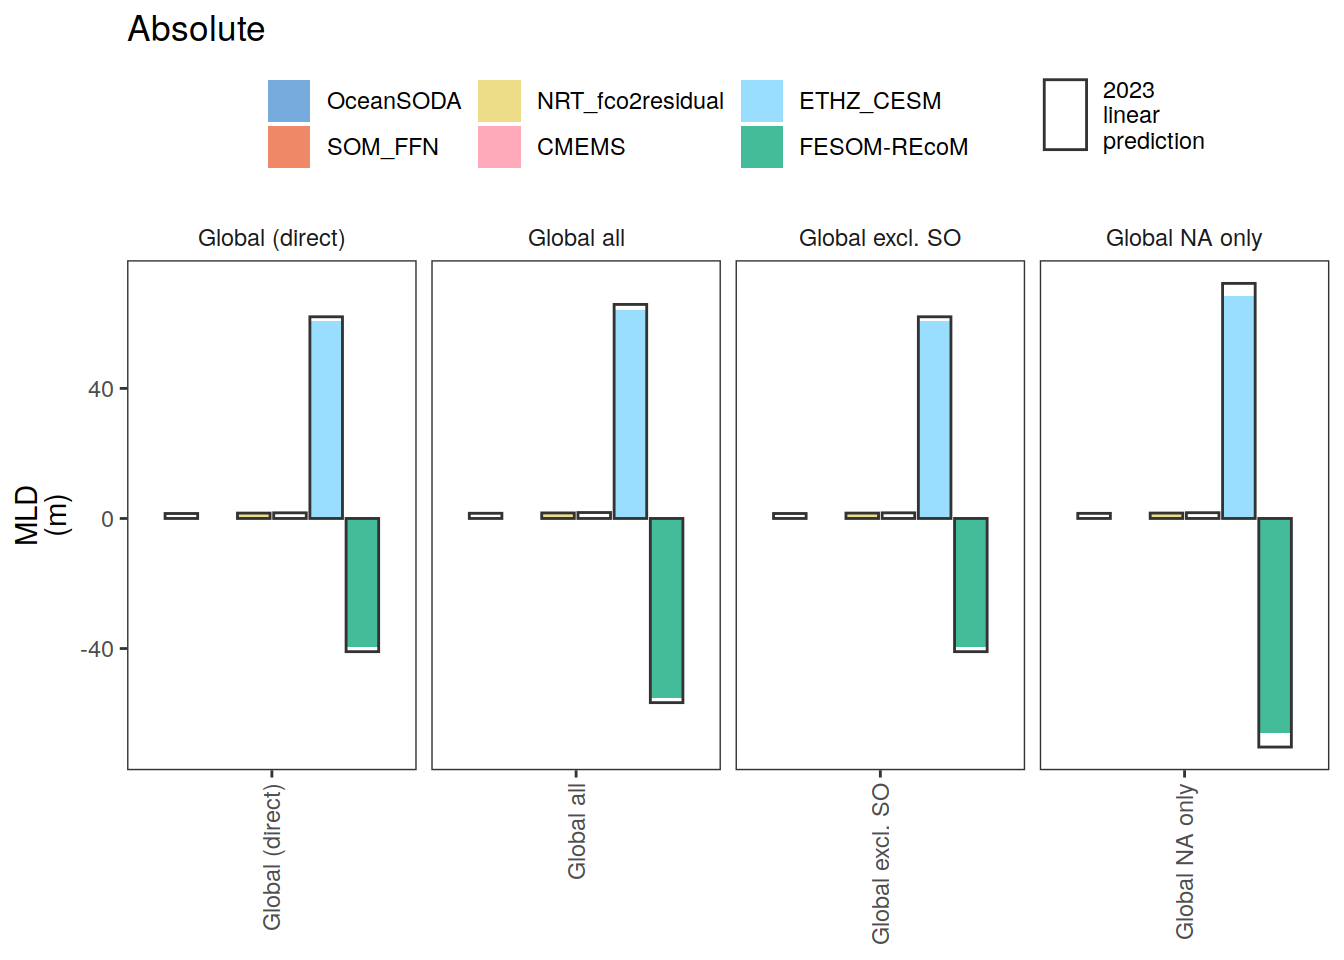 Absolute
OceanSODA
NRT_fco2residual
ETHZ_CESM
SOM_FFN
CMEMS
FESOM-REcoM
2023
linear
prediction
Global (direct)
Global all
Global excl. SO
Global NA only
MLD
(m)
40
0
-40
Global (direct)
Global all
Global excl. SO
Global NA only